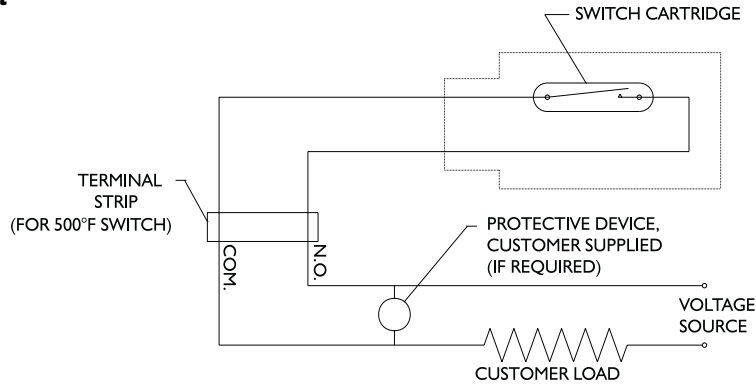 SWITCH CARTRIDGE
TERMINAL
STRIP
(FOR 500°F SWITCH)
COM.
N.O.
PROTECTIVE DEVICE,
CUSTOMER SUPPLIED
(IF REQUIRED)
VOLTAGE
SOURCE
CUSTOMER LOAD